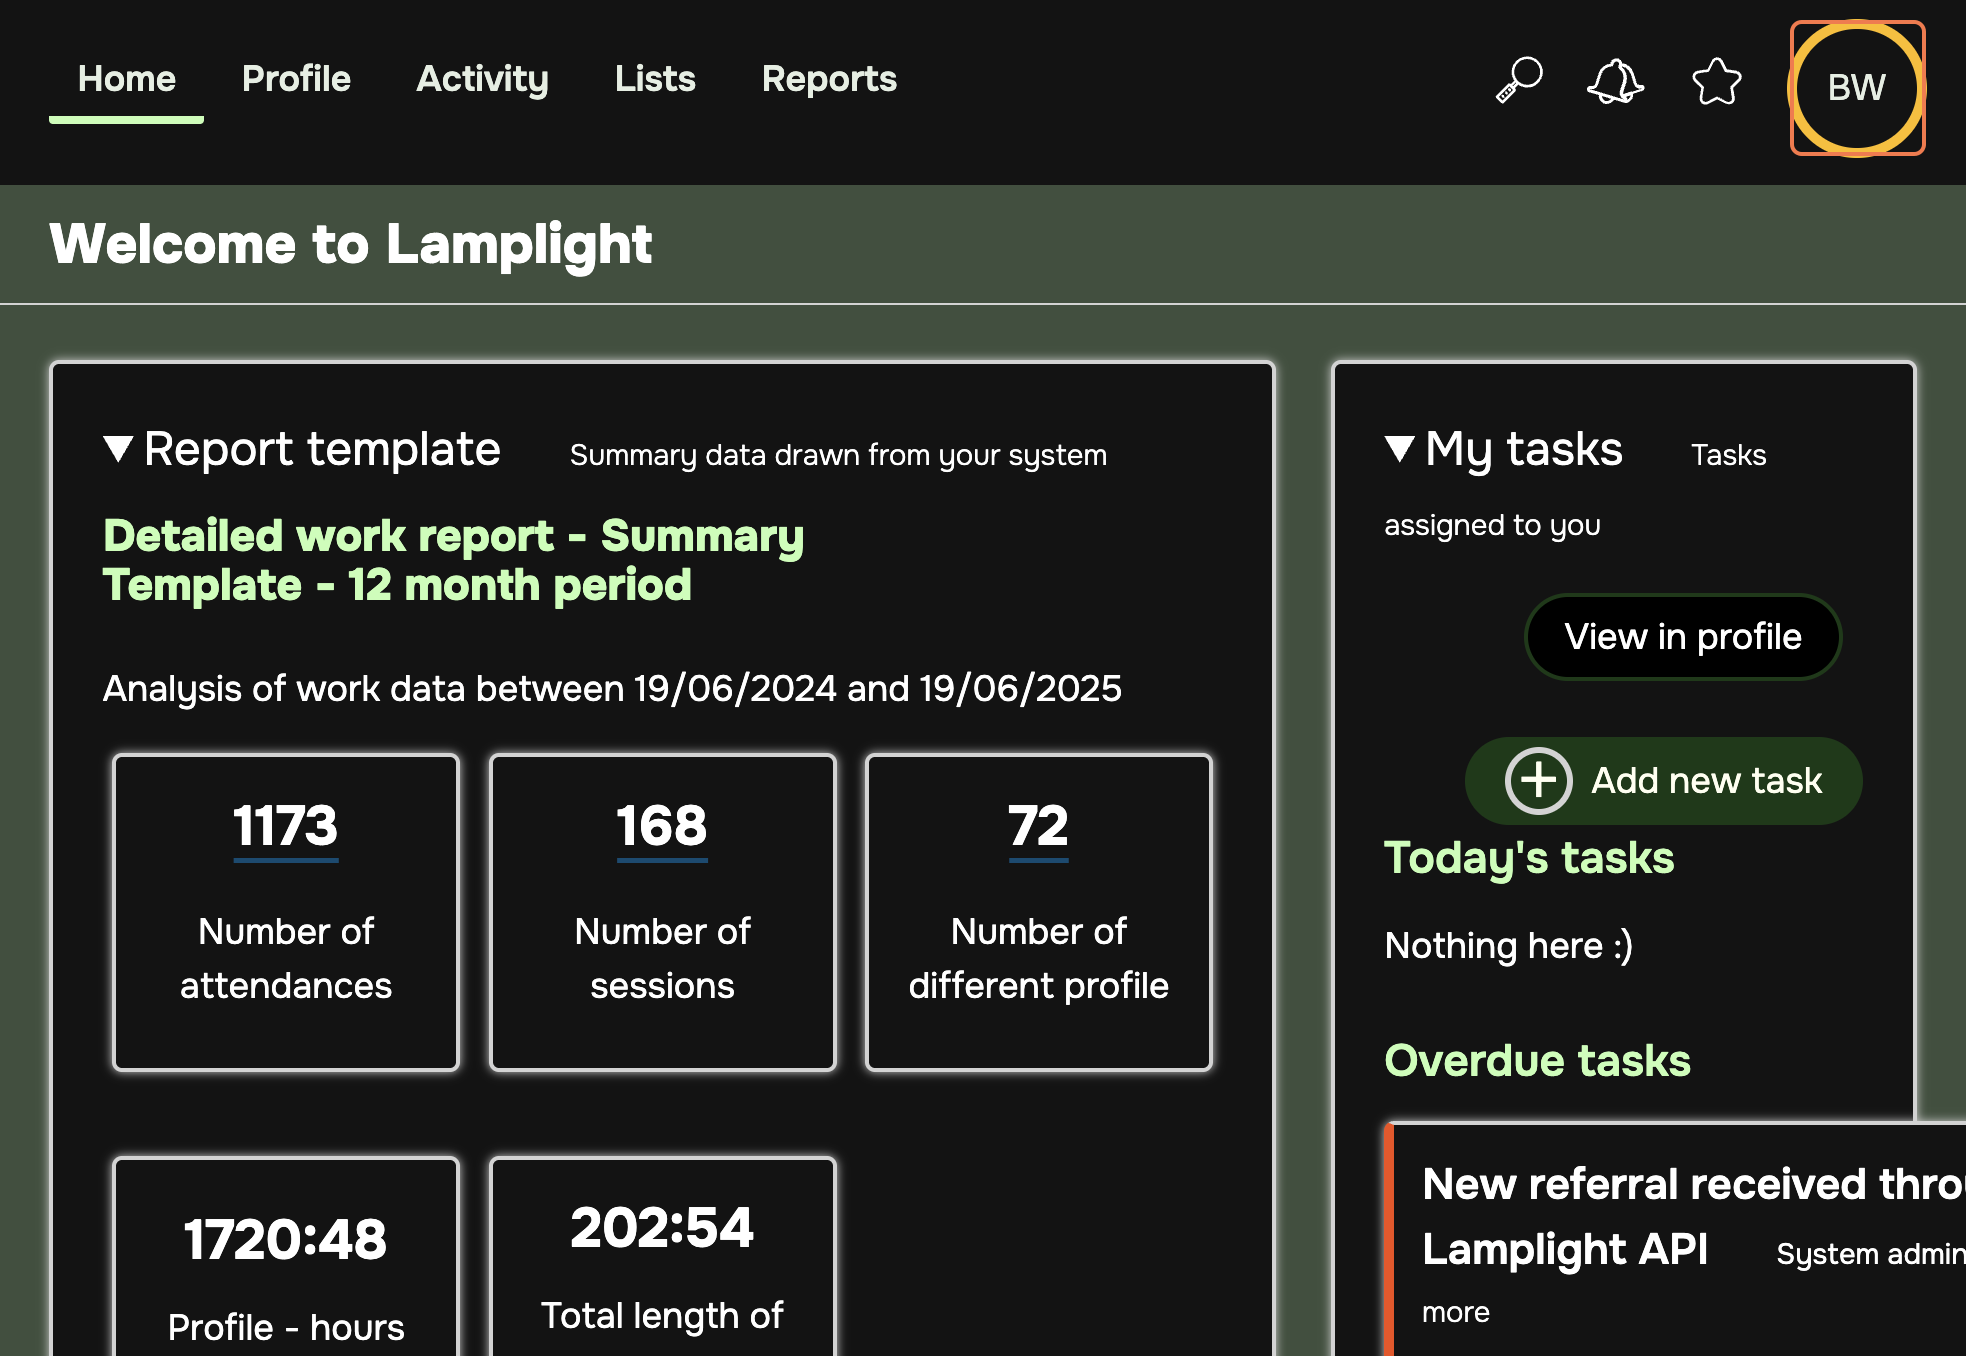 Home Profile Activity Lists Reports BW
Welcome to Lamplight
Report template Summary data drawn from your system
Detailed work report - Summary
Template - 12 month period
Analysis of work data between 19/06/2024 and 19/06/2025
1173
Number of
attendances
168
Number of
sessions
72
Number of
different profile
1720:48
Profile - hours
202:54
Total length of
My tasks Tasks
assigned to you
View in profile
Add new task
Today's tasks
Nothing here :)
Overdue tasks
New referral received throu
Lamplight API System admin
more